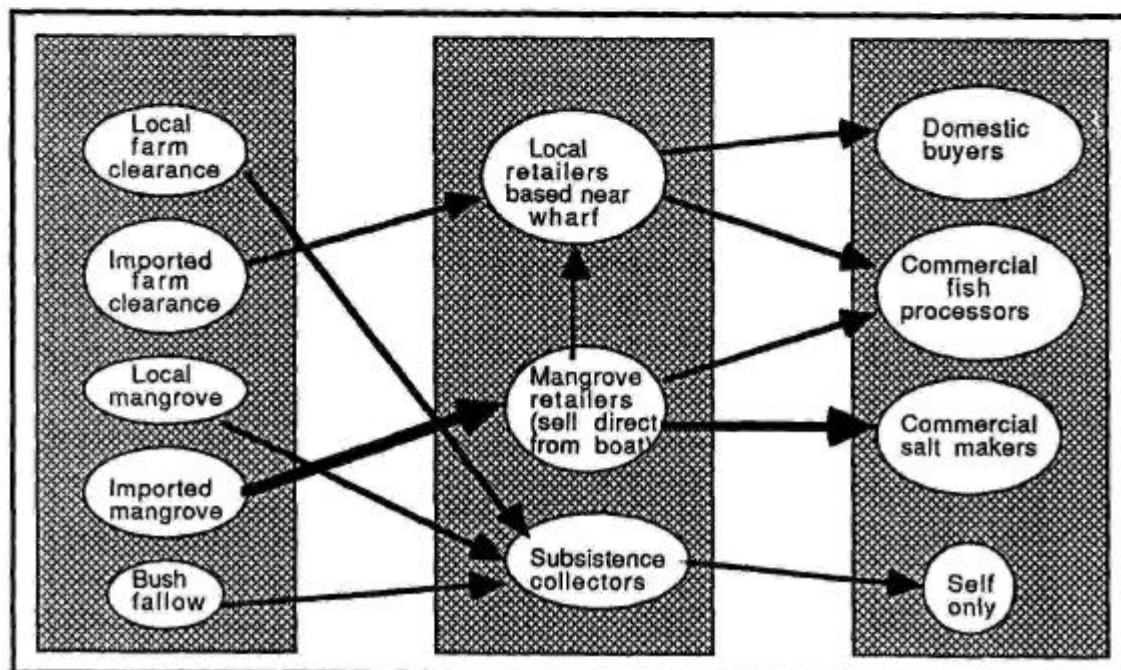 Local
farm
clearance
Imported
farm
clearance
Local
mangrove
Imported
mangrove
Bush
fallow
Local
retailers
based near
wharf
Mangrove
retailers
(sell direct
from boat)
Subsistence
collectors
Domestic
buyers
Commercial
fish
processors
Commercial
salt makers
Self
only